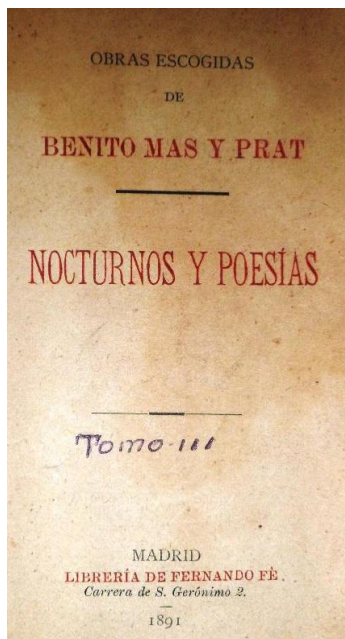 OBRAS ESCOGIDAS
DE
BENITO MAS Y PRAT
NOCTURNOS Y POESÍAS
Tomo III
MADRID
LIBRERÍA DE FERNANDO FÈ.
Carrera de S. Gerónimo 2.
1891